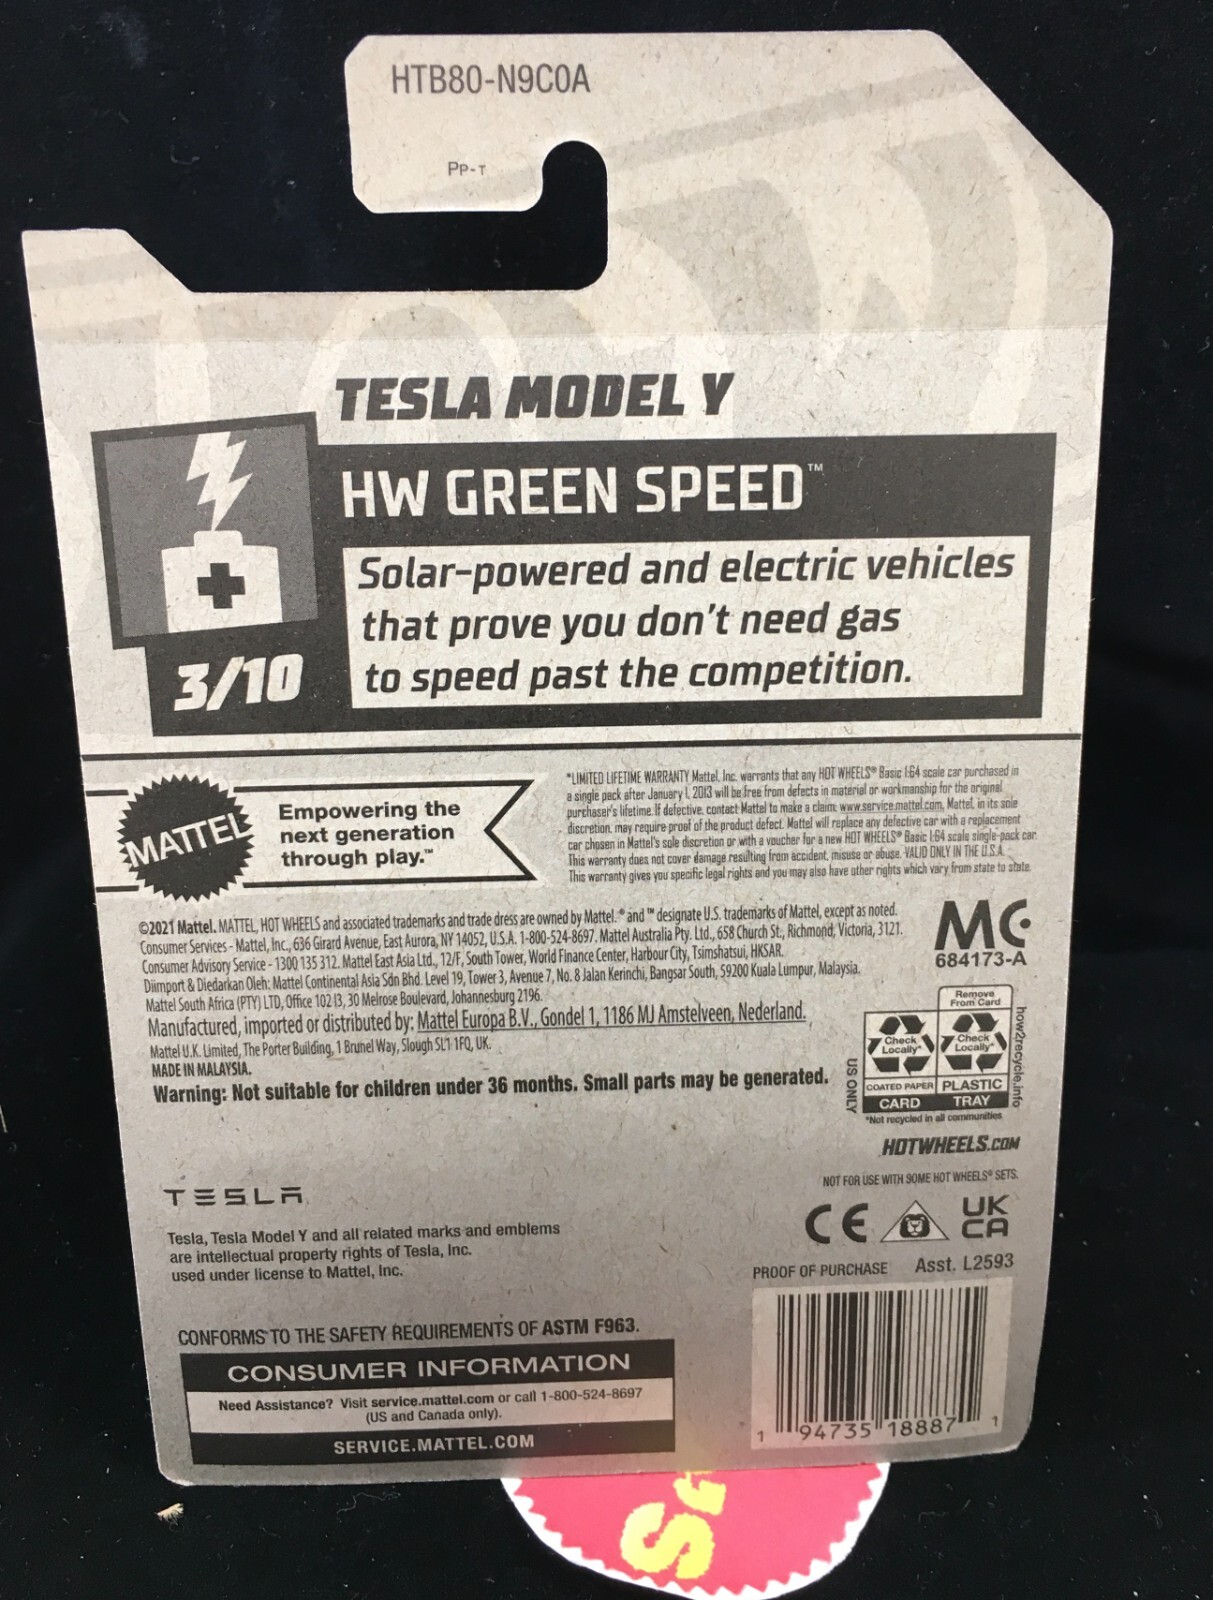 HTB80-N9C0A
PP-T
TESLA MODEL Y
HW GREEN SPEED™
Solar-powered and electric vehicles
that prove you don't need gas
to speed past the competition.
3/10
MATTEL
Empowering the
next generation
through play.™
*LIMITED LIFETIME WARRANTY Mattel, Inc. warrants that any HOT WHEELS® Basic 1:64 scale car purchased in
a single pack after January 1, 2013 will be free from defects in material or workmanship for the original
purchaser's lifetime. If defective, contact Mattel to make a claim: www.service.mattel.com. Mattel, in its sole
discretion, may require proof of the product defect. Mattel will replace any defective car with a replacement
car chosen in Mattel's sole discretion or with a voucher for a new HOT WHEELS® Basic 1:64 scale single-pack car.
This warranty does not cover damage resulting from accident, misuse or abuse. VALID ONLY IN THE U.S.A.
This warranty gives you specific legal rights and you may also have other rights which vary from state to state.
©2021 Mattel. MATTEL, HOT WHEELS and associated trademarks and trade dress are owned by Mattel. ® and ™ designate U.S. trademarks of Mattel, except as noted.
Consumer Services - Mattel, Inc., 636 Girard Avenue, East Aurora, NY 14052, U.S.A. 1-800-524-8697. Mattel Australia Pty. Ltd., 658 Church St., Richmond, Victoria, 3121.
Consumer Advisory Service - 1300 135 312. Mattel East Asia Ltd., 12/F, South Tower, World Finance Center, Harbour City, Tsimshatsui, HKSAR.
Diimport & Diedarkan Oleh: Mattel Continental Asia Sdn Bhd. Level 19, Tower 3, Avenue 7, No. 8 Jalan Kerinchi, Bangsar South, 59200 Kuala Lumpur, Malaysia.
Mattel South Africa (PTY) LTD, Office 102 I3, 30 Melrose Boulevard, Johannesburg 2196.
Manufactured, imported or distributed by: Mattel Europa B.V., Gondel 1, 1186 MJ Amstelveen, Nederland.
Mattel U.K. Limited, The Porter Building, 1 Brunel Way, Slough SL1 1FQ, UK.
MADE IN MALAYSIA.
Warning: Not suitable for children under 36 months. Small parts may be generated.
MC
684173-A
Remove
From Card
Check
Locally*
Check
Locally*
COATED PAPER
PLASTIC
CARD
TRAY
US ONLY
how2recycle.info
*Not recycled in all communities
HOTWHEELS.COM
NOT FOR USE WITH SOME HOT WHEELS® SETS.
CE
UK
CA
TESLA
Tesla, Tesla Model Y and all related marks and emblems
are intellectual property rights of Tesla, Inc.
used under license to Mattel, Inc.
PROOF OF PURCHASE
Asst. L2593
CONFORMS TO THE SAFETY REQUIREMENTS OF ASTM F963.
CONSUMER INFORMATION
Need Assistance? Visit service.mattel.com or call 1-800-524-8697
(US and Canada only).
SERVICE.MATTEL.COM
1 94735 18887 1